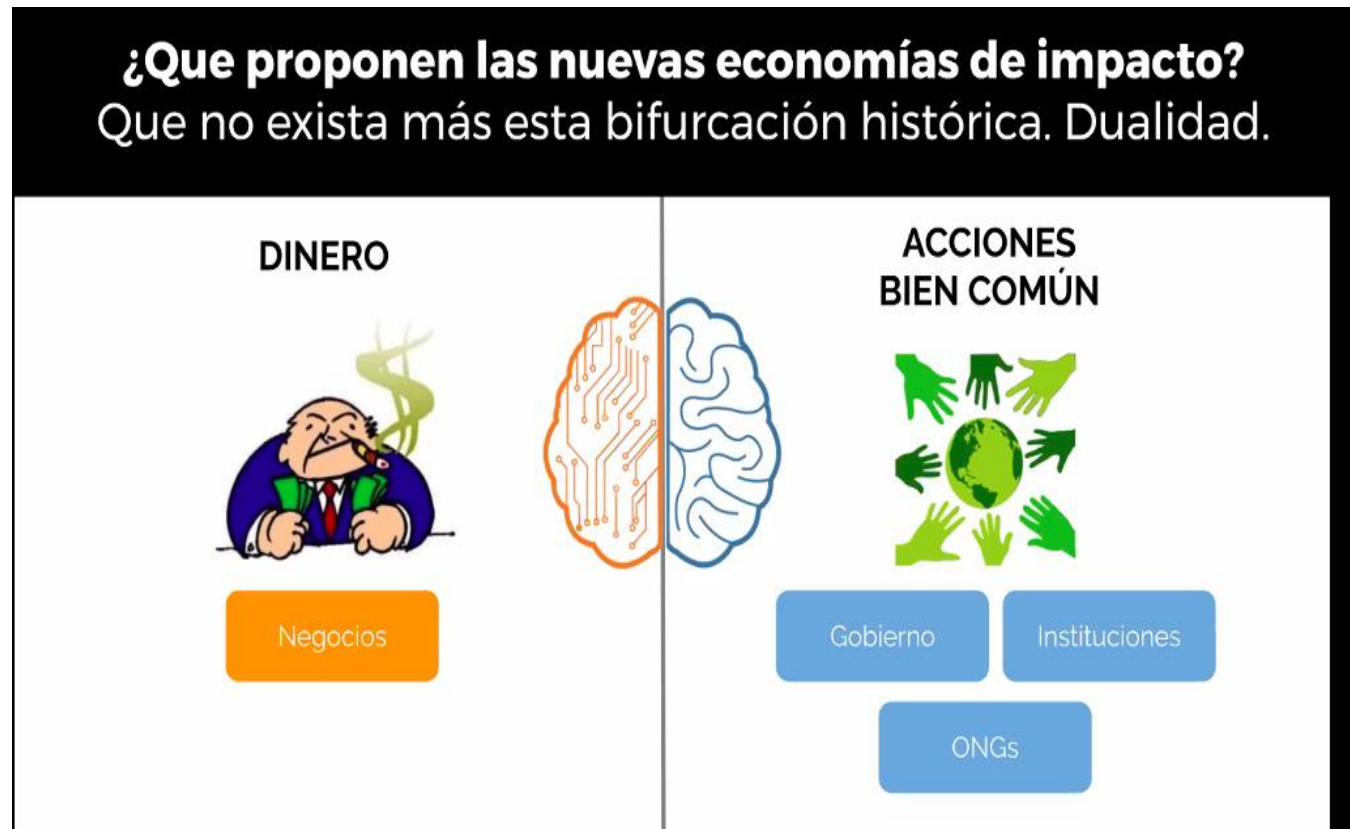 ¿Que proponen las nuevas economías de impacto?
Que no exista más esta bifurcación histórica. Dualidad.
DINERO
Negocios
ACCIONES
BIEN COMÚN
Gobierno
Instituciones
ONGs